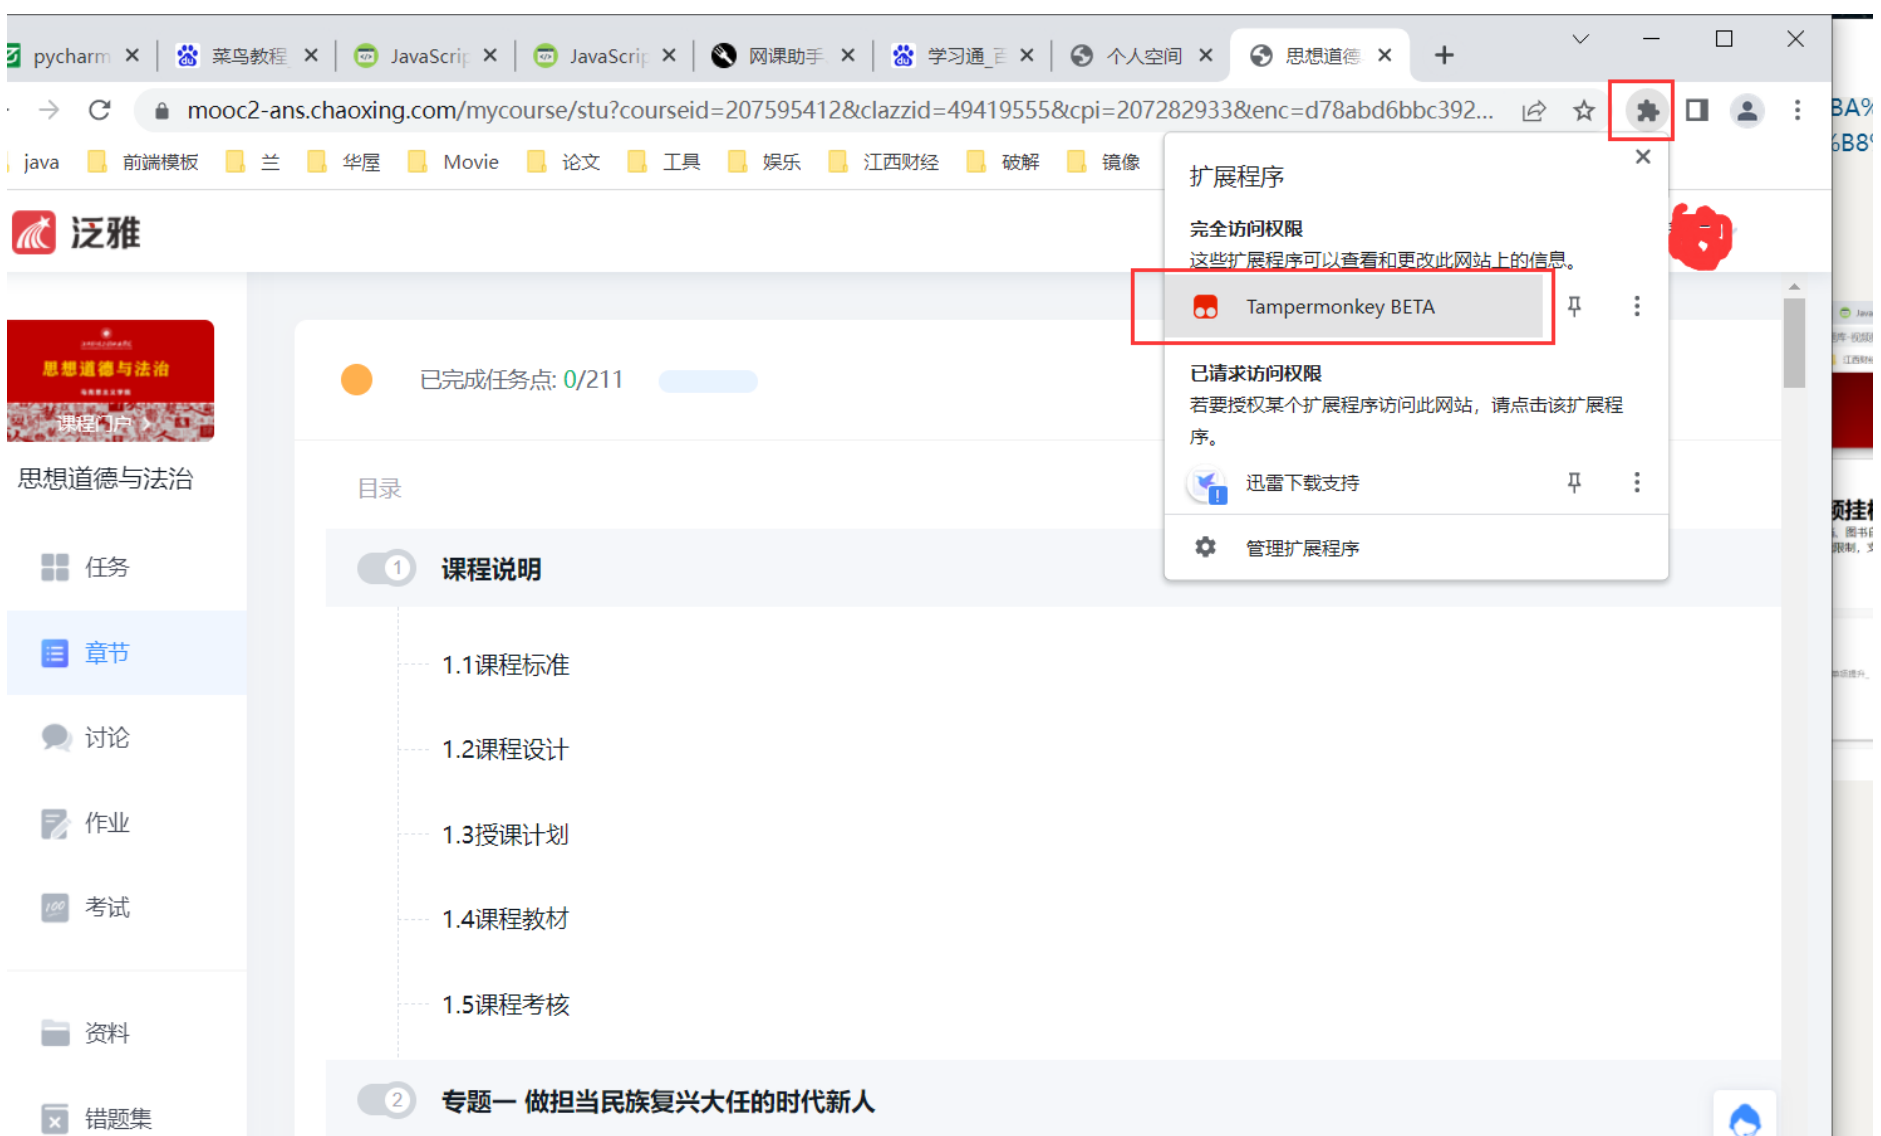 pycharm
菜鸟教程_
JavaScrip
JavaScrip
网课助手
学习通_百
个人空间
思想道德
mooc2-ans.chaoxing.com/mycourse/stu?courseid=207595412&clazzid=49419555&cpi=207282933&enc=d78abd6bbc392...
java
前端模板
兰
华屋
Movie
论文
工具
娱乐
江西财经
破解
镜像
泛雅
扩展程序
完全访问权限
这些扩展程序可以查看和更改此网站上的信息。
Tampermonkey BETA
已请求访问权限
若要授权某个扩展程序访问此网站，请点击该扩展程
序。
迅雷下载支持
管理扩展程序
思想道德与法治
课程门户
思想道德与法治
任务
章节
讨论
作业
考试
资料
错题集
已完成任务点: 0/211
目录
1
课程说明
1.1课程标准
1.2课程设计
1.3授课计划
1.4课程教材
1.5课程考核
2
专题一 做担当民族复兴大任的时代新人
BA%